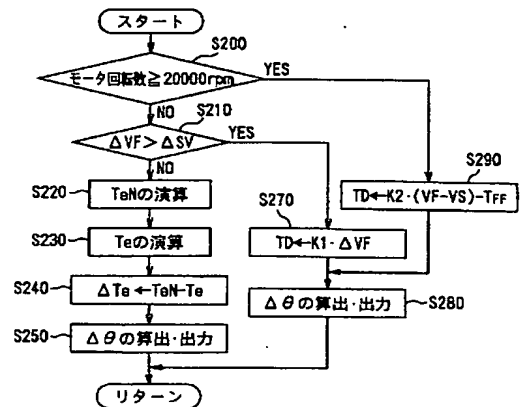 スタート
S200
モータ回転数≧20000rpm
YES
NO
S210
ΔVF>ΔSV
YES
NO
S220
TeNの演算
S230
Teの演算
S240
ΔTe←TeN-Te
S250
Δθの算出・出力
S270
TD←K1・ΔVF
S290
TD←K2・(VF-VS)-TFF
S280
Δθの算出・出力
リターン